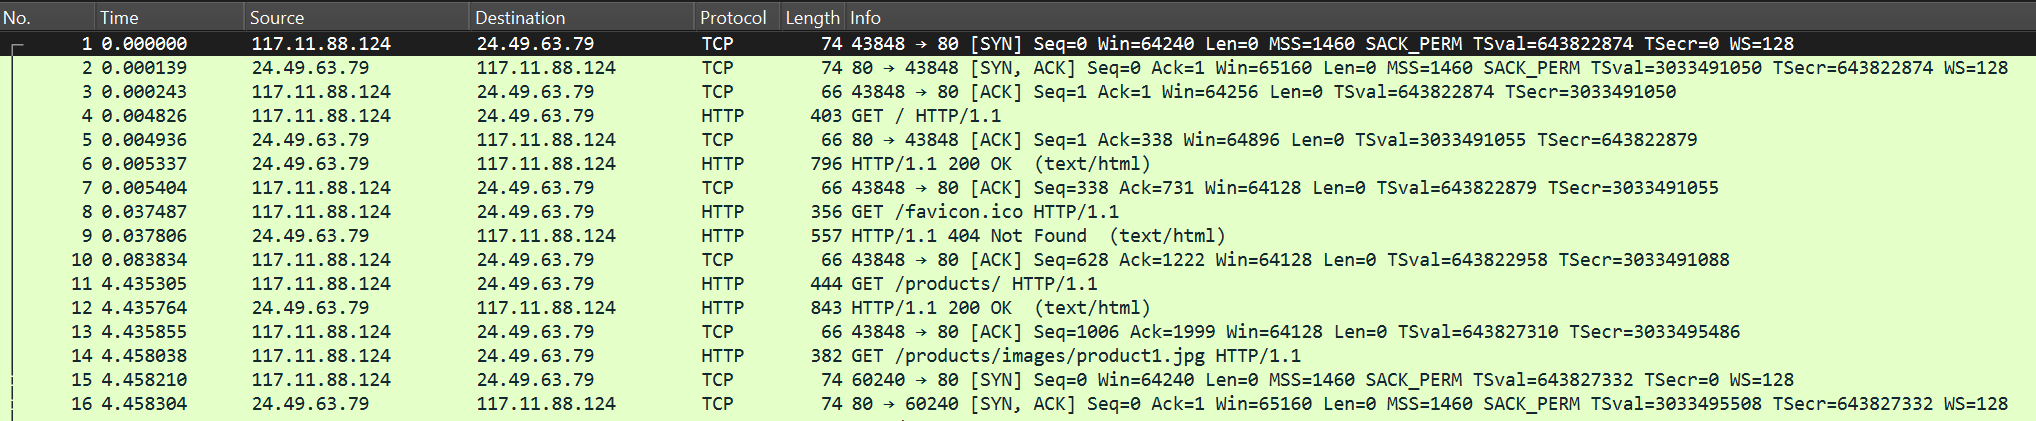 No. Time Source Destination Protocol Length Info
1 0.000000 117.11.88.124 24.49.63.79 TCP 74 43848 → 80 [SYN] Seq=0 Win=64240 Len=0 MSS=1460 SACK_PERM TSval=643822874 TSecr=0 WS=128
2 0.000139 24.49.63.79 117.11.88.124 TCP 74 80 → 43848 [SYN, ACK] Seq=0 Ack=1 Win=65160 Len=0 MSS=1460 SACK_PERM TSval=3033491050 TSecr=643822874 WS=128
3 0.000243 117.11.88.124 24.49.63.79 TCP 66 43848 → 80 [ACK] Seq=1 Ack=1 Win=64256 Len=0 TSval=643822874 TSecr=3033491050
4 0.004826 117.11.88.124 24.49.63.79 HTTP 403 GET / HTTP/1.1
5 0.004936 24.49.63.79 117.11.88.124 TCP 66 80 → 43848 [ACK] Seq=1 Ack=338 Win=64896 Len=0 TSval=3033491055 TSecr=643822879
6 0.005337 24.49.63.79 117.11.88.124 HTTP 796 HTTP/1.1 200 OK (text/html)
7 0.005404 117.11.88.124 24.49.63.79 TCP 66 43848 → 80 [ACK] Seq=338 Ack=731 Win=64128 Len=0 TSval=643822879 TSecr=3033491055
8 0.037487 117.11.88.124 24.49.63.79 HTTP 356 GET /favicon.ico HTTP/1.1
9 0.037806 24.49.63.79 117.11.88.124 HTTP 557 HTTP/1.1 404 Not Found (text/html)
10 0.083834 117.11.88.124 24.49.63.79 TCP 66 43848 → 80 [ACK] Seq=628 Ack=1222 Win=64128 Len=0 TSval=643822958 TSecr=3033491088
11 4.435305 117.11.88.124 24.49.63.79 HTTP 444 GET /products/ HTTP/1.1
12 4.435764 24.49.63.79 117.11.88.124 HTTP 843 HTTP/1.1 200 OK (text/html)
13 4.435855 117.11.88.124 24.49.63.79 TCP 66 43848 → 80 [ACK] Seq=1006 Ack=1999 Win=64128 Len=0 TSval=643827310 TSecr=3033495486
14 4.458038 117.11.88.124 24.49.63.79 HTTP 382 GET /products/images/product1.jpg HTTP/1.1
15 4.458210 117.11.88.124 24.49.63.79 TCP 74 60240 → 80 [SYN] Seq=0 Win=64240 Len=0 MSS=1460 SACK_PERM TSval=643827332 TSecr=0 WS=128
16 4.458304 24.49.63.79 117.11.88.124 TCP 74 80 → 60240 [SYN, ACK] Seq=0 Ack=1 Win=65160 Len=0 MSS=1460 SACK_PERM TSval=3033495508 TSecr=643827332 WS=128